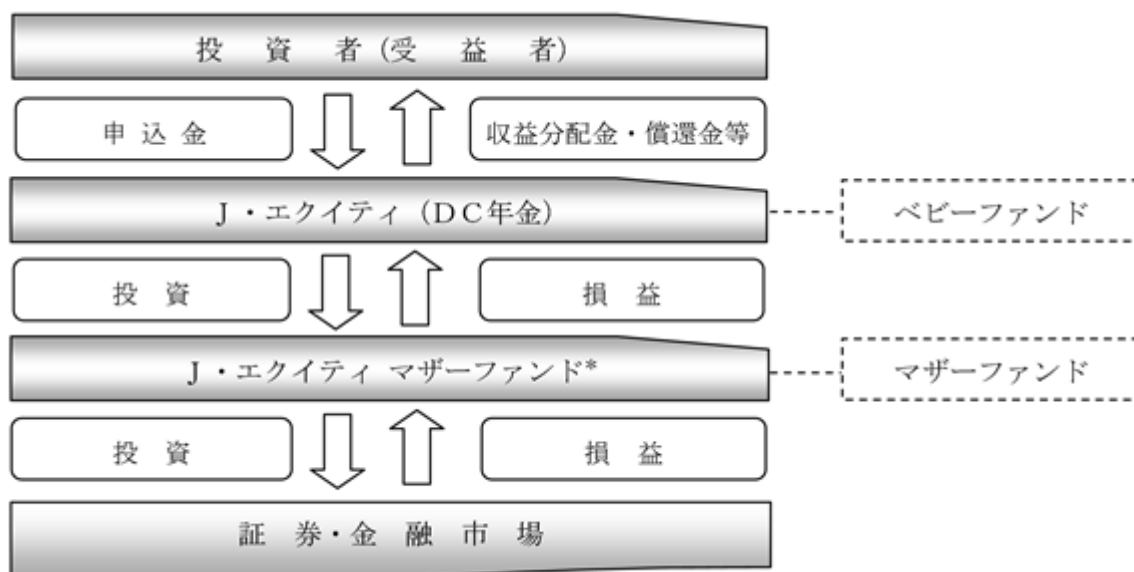 投資者(受益者)
申込金
収益分配金・償還金等
J・エクイティ(DC年金)
ベビーファンド
投資
損益
J・エクイティ マザーファンド*
マザーファンド
投資
損益
証券・金融市場